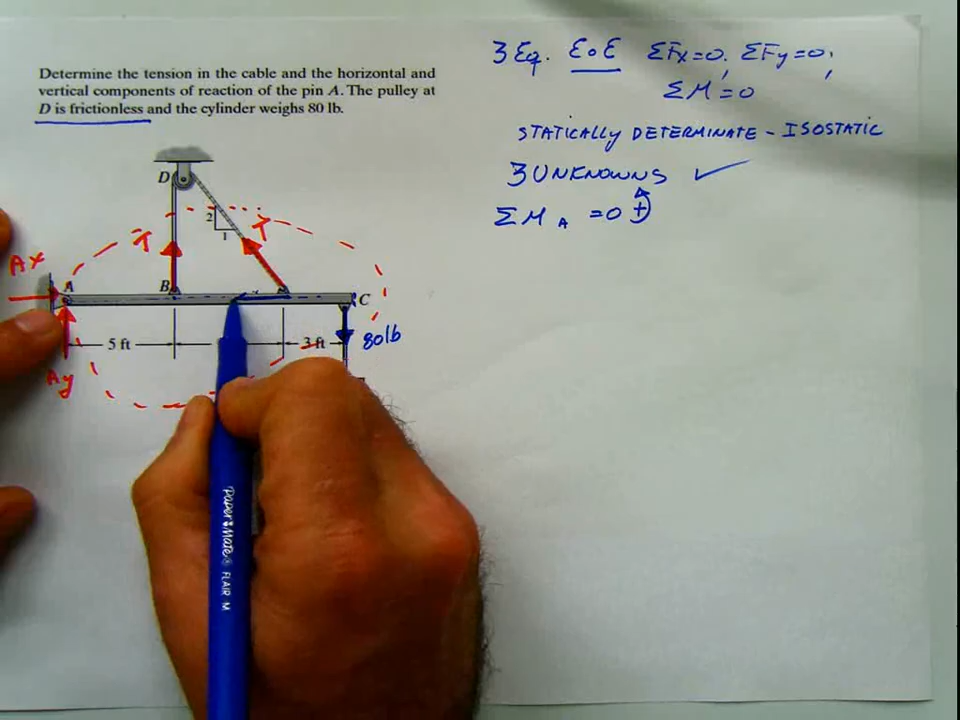 Determine the tension in the cable and the horizontal and
vertical components of reaction of the pin A. The pulley at
D is frictionless and the cylinder weighs 80 lb.
3 Eq. EoE ΣFx=0, ΣFy=0,
ΣM=0
STATICALLY DETERMINATE - ISOSTATIC
3 UNKNOWNS ✓
ΣM A =0 +
D
2
1
T
T
Ax
A
B
C
5 ft
3 ft
80lb
Ay
Paper Mate FLAIR M